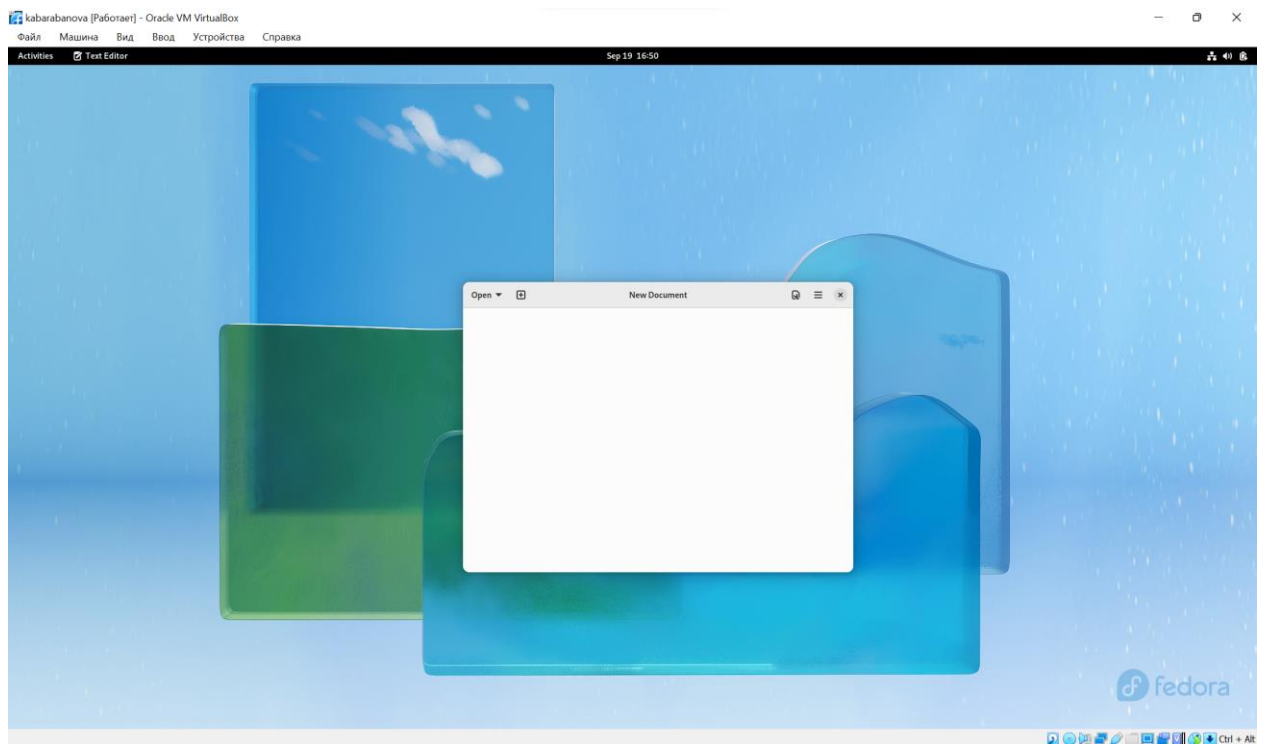 kabarabanova [Работает] - Oracle VM VirtualBox
Файл Машина Вид Ввод Устройства Справка
Activities Text Editor Sep 19 16:50
Open New Document
fedora
Ctrl + Alt